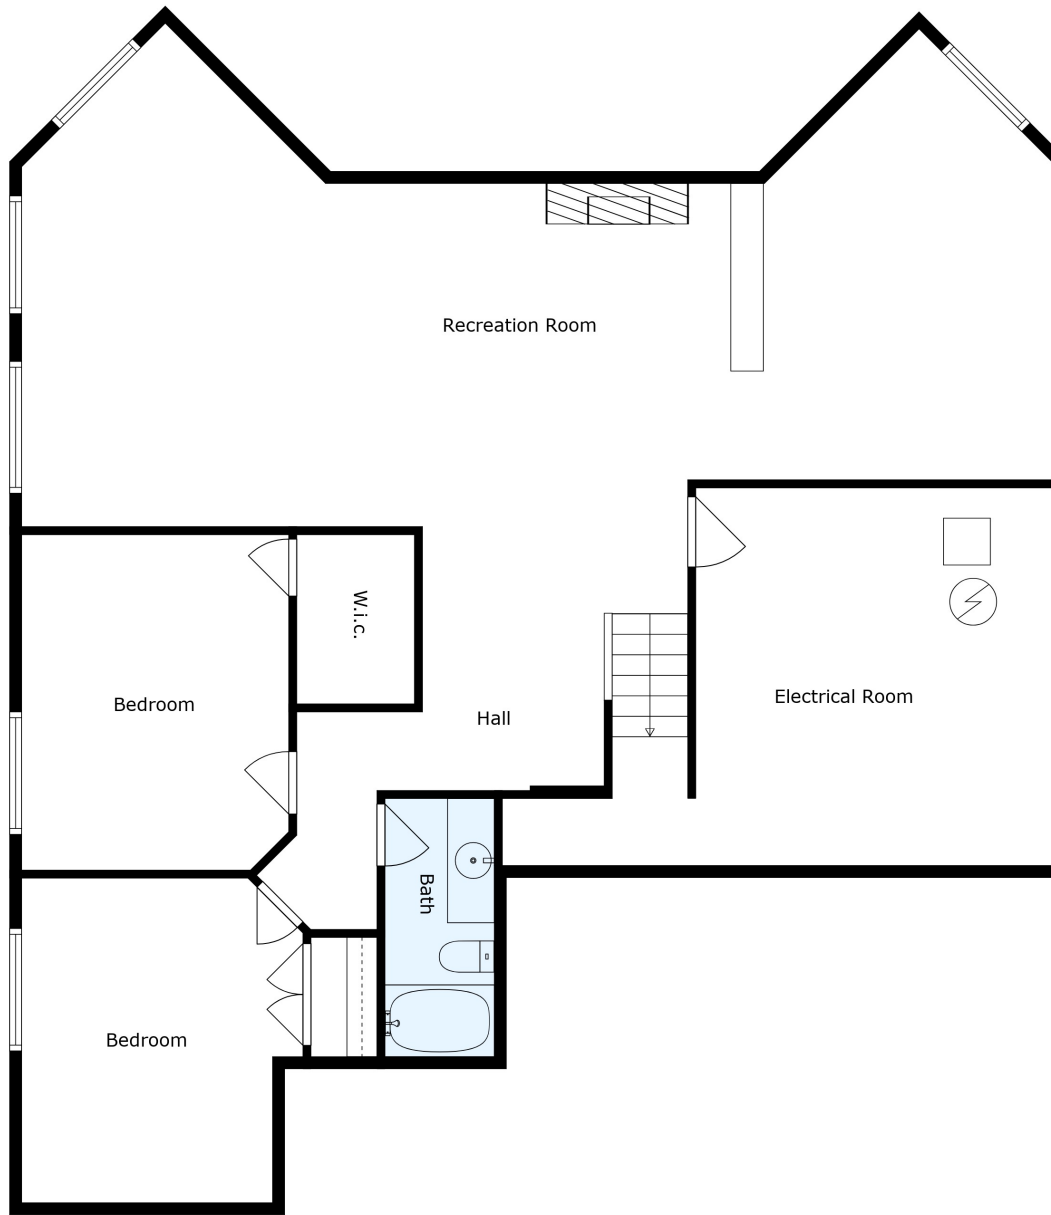 Recreation Room
W.i.c.
Bedroom
Hall
Electrical Room
Bath
Bedroom